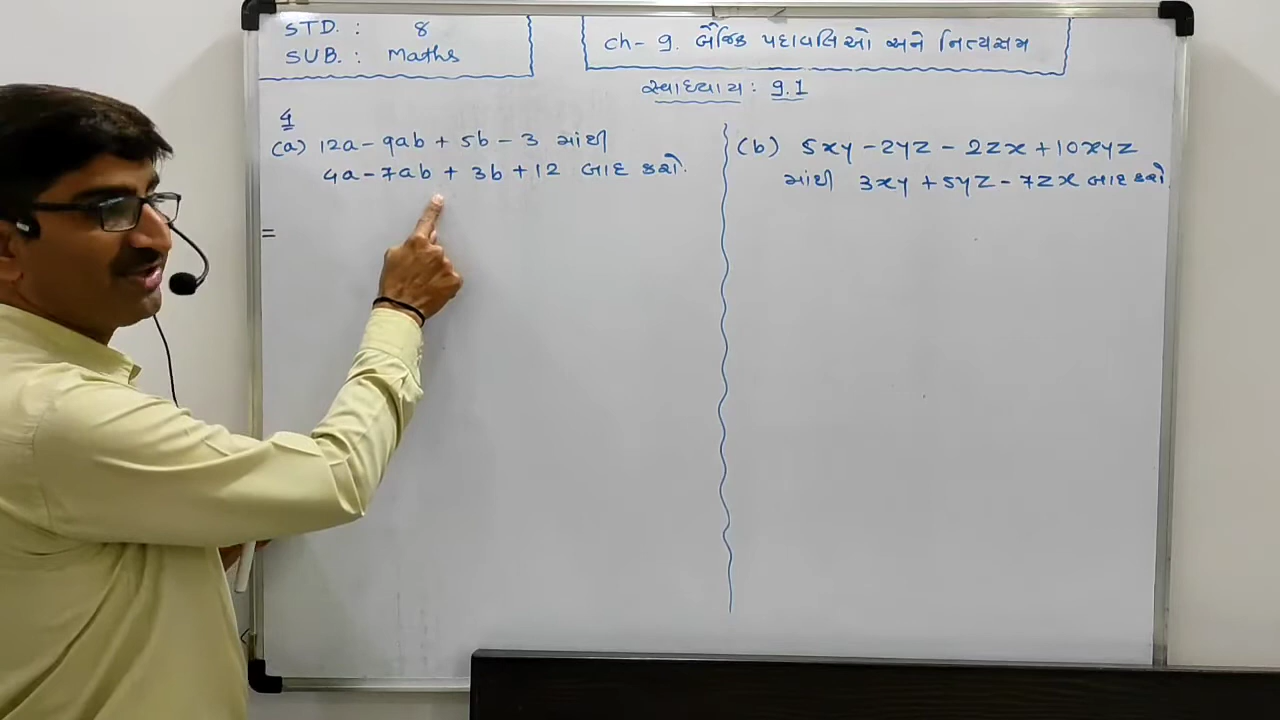 STD. : 8
SUB. : Maths
ch- 9. બૈજિક પદાવલિઓ અને નિત્યસમ
સ્વાધ્યાય : 9.1
4
(a) 12a - 9ab + 5b - 3 માંથી
4a - 7ab + 3b + 12 બાદ કરો.
=
(b) 5xy - 2yz - 2zx + 10xyz
માંથી 3xy + 5yz - 7zx બાદ કરો